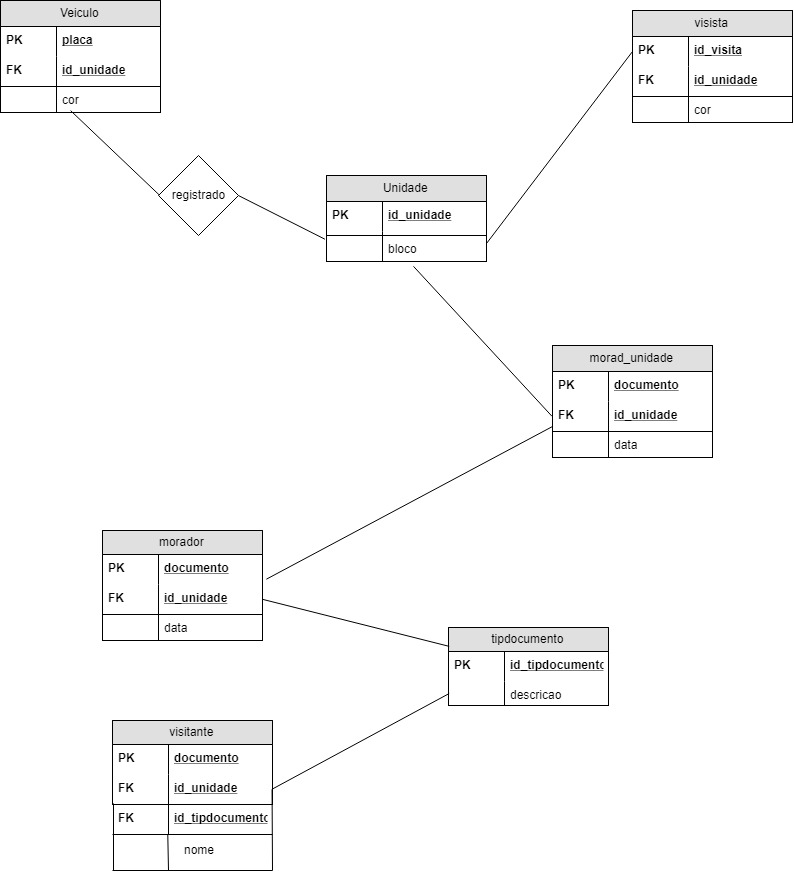 Veiculo
PK placa
FK id_unidade
cor
visista
PK id_visita
FK id_unidade
cor
registrado
Unidade
PK id_unidade
bloco
morad_unidade
PK documento
FK id_unidade
data
morador
PK documento
FK id_unidade
data
tipdocumento
PK id_tipdocumento
descricao
visitante
PK documento
FK id_unidade
FK id_tipdocumento
nome